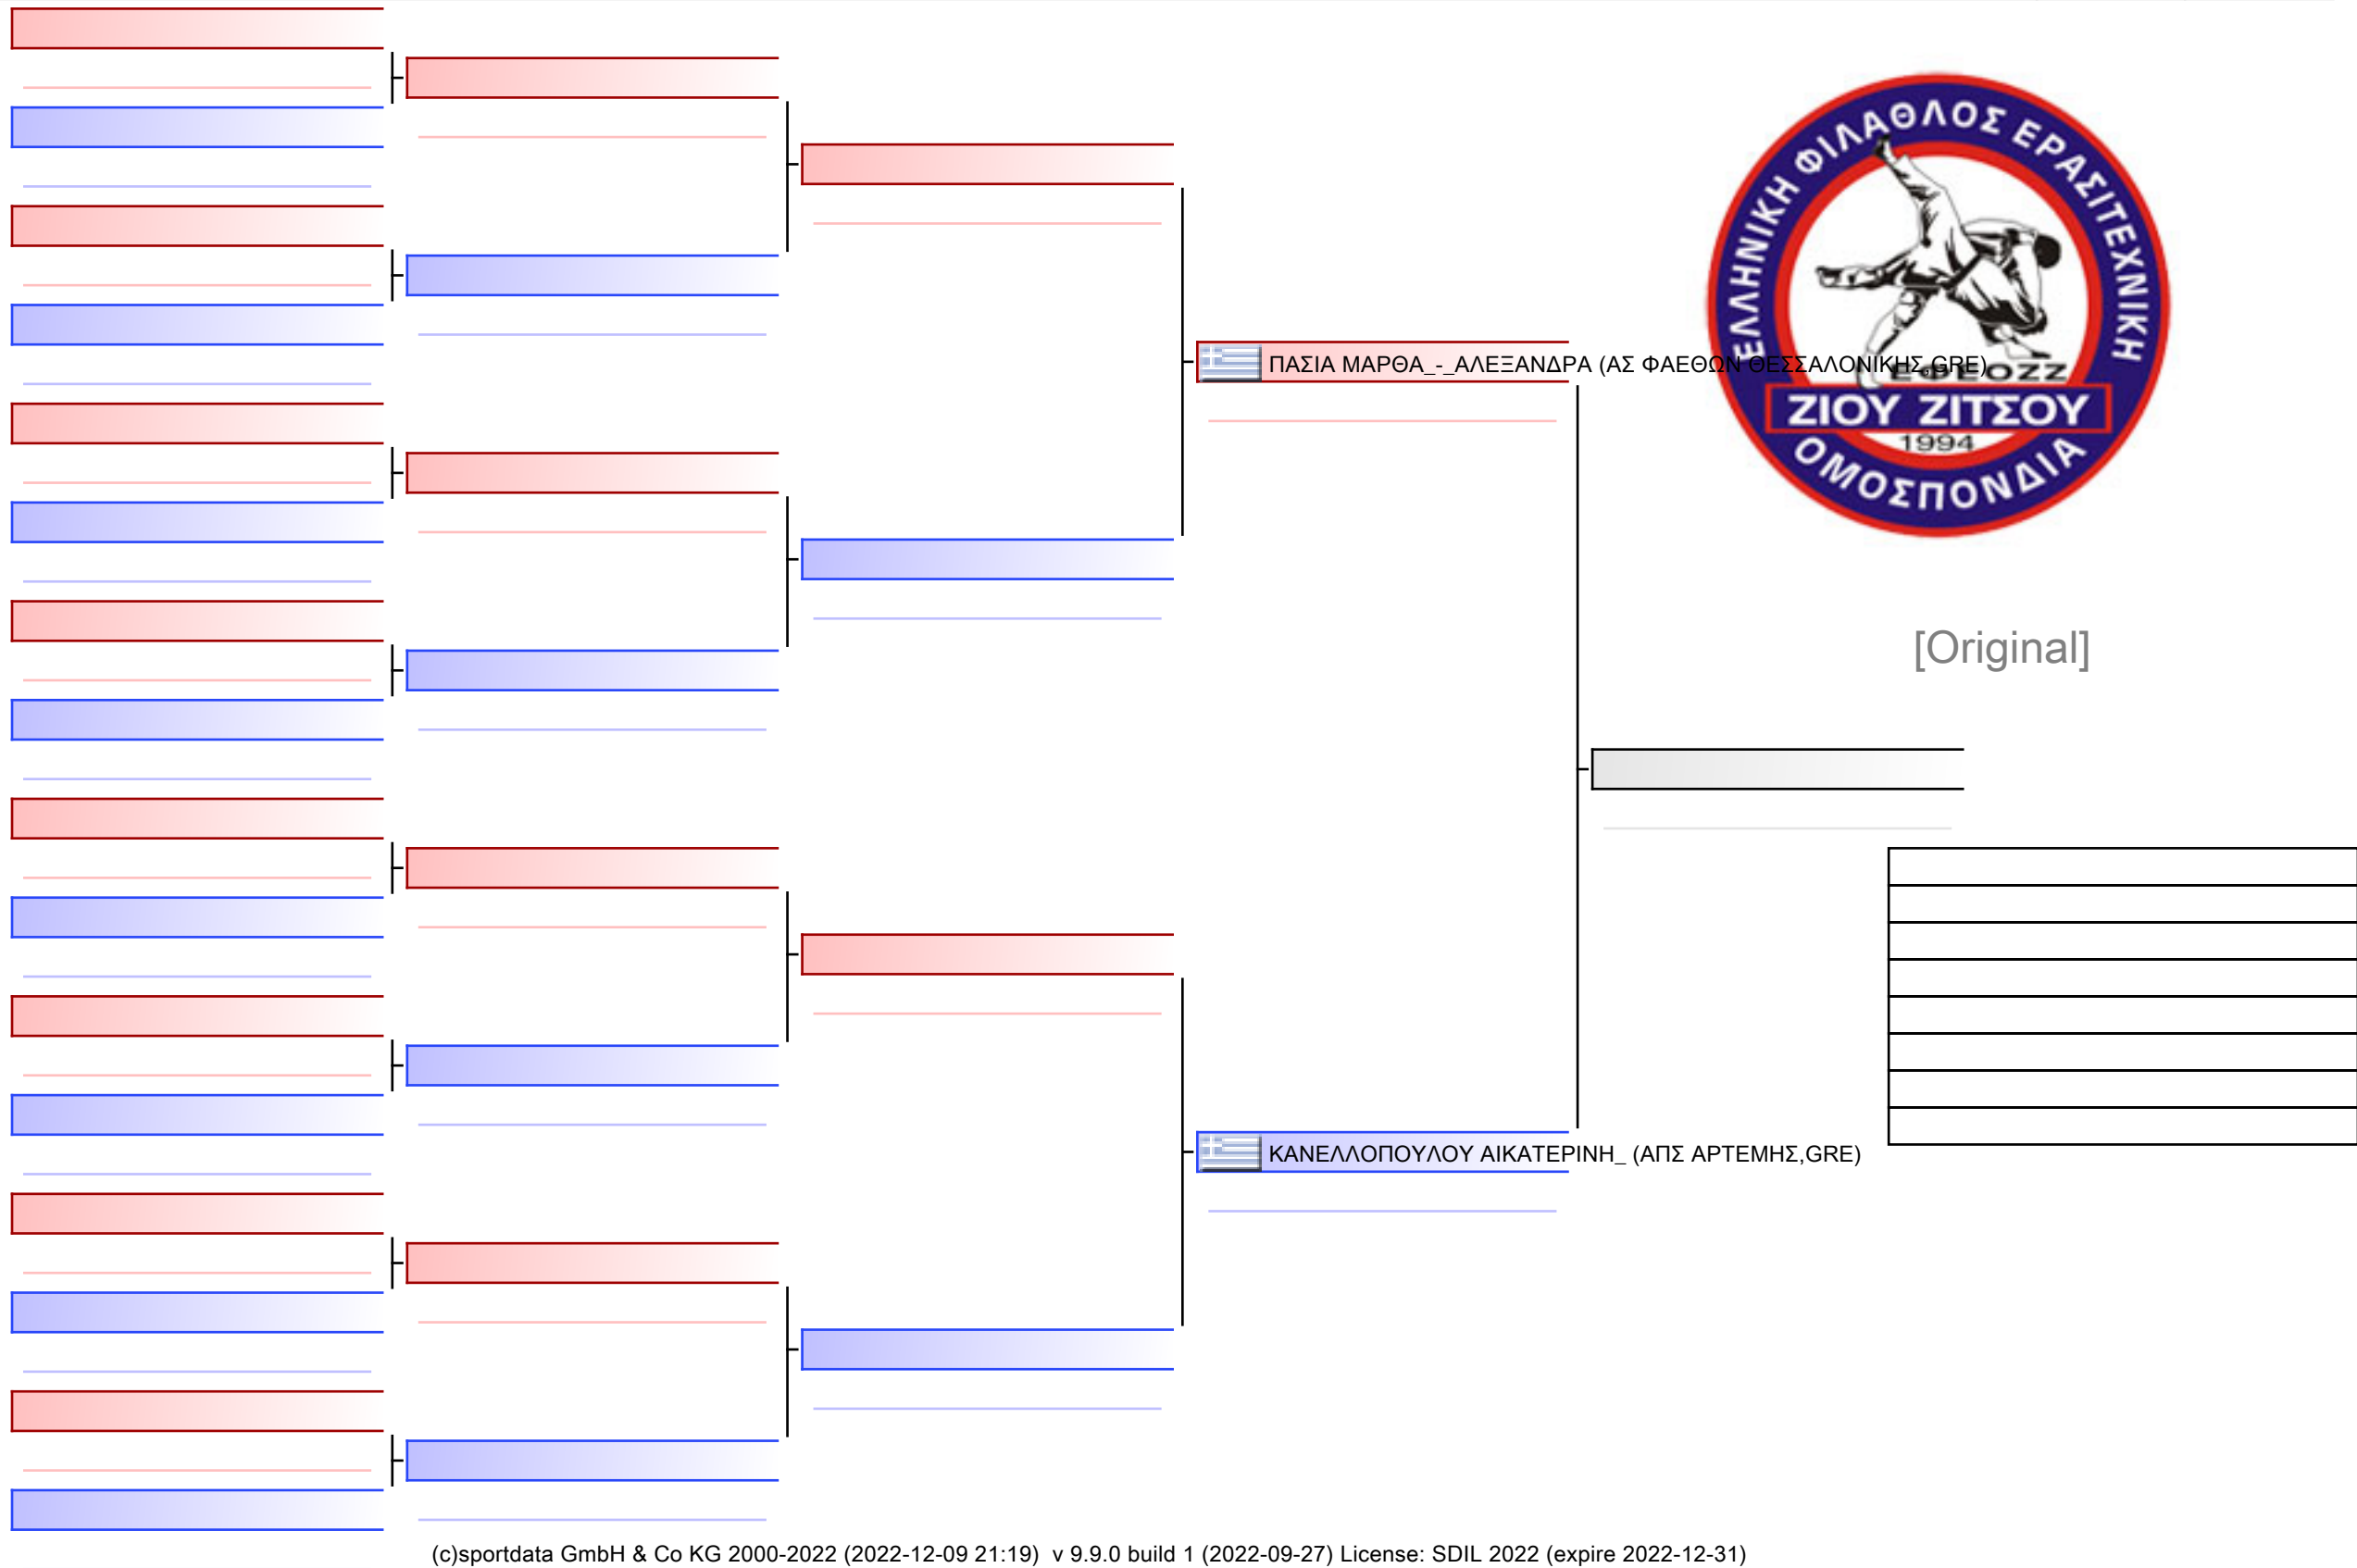 ΕΛΛΗΝΙΚΗ ΦΙΛΑΘΛΟΣ ΕΡΑΣΙΤΕΧΝΙΚΗ
ΠΑΣΙΑ ΜΑΡΘΑ_-_ΑΛΕΞΑΝΔΡΑ (ΑΣ ΦΑΕΘΩΝ ΘΕΣΣΑΛΟΝΙΚΗΣ,GRE)
ΕΦΕΟΖΖ
ΖΙΟΥ ΖΙΤΣΟΥ
1994
ΟΜΟΣΠΟΝΔΙΑ
[Original]
ΚΑΝΕΛΛΟΠΟΥΛΟΥ ΑΙΚΑΤΕΡΙΝΗ_ (ΑΠΣ ΑΡΤΕΜΗΣ,GRE)
(c)sportdata GmbH & Co KG 2000-2022 (2022-12-09 21:19) v 9.9.0 build 1 (2022-09-27) License: SDIL 2022 (expire 2022-12-31)